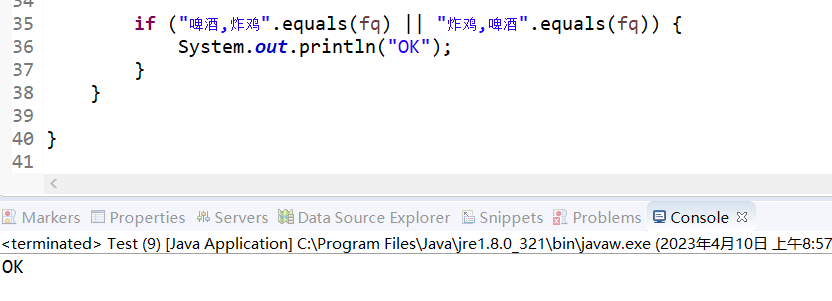 34
35 if ("啤酒,炸鸡".equals(fq) || "炸鸡,啤酒".equals(fq)) {
36 System.out.println("OK");
37 }
38 }
39
40 }
41
Markers Properties Servers Data Source Explorer Snippets Problems Console
<terminated> Test (9) [Java Application] C:\Program Files\Java\jre1.8.0_321\bin\javaw.exe (2023年4月10日 上午8:57
OK